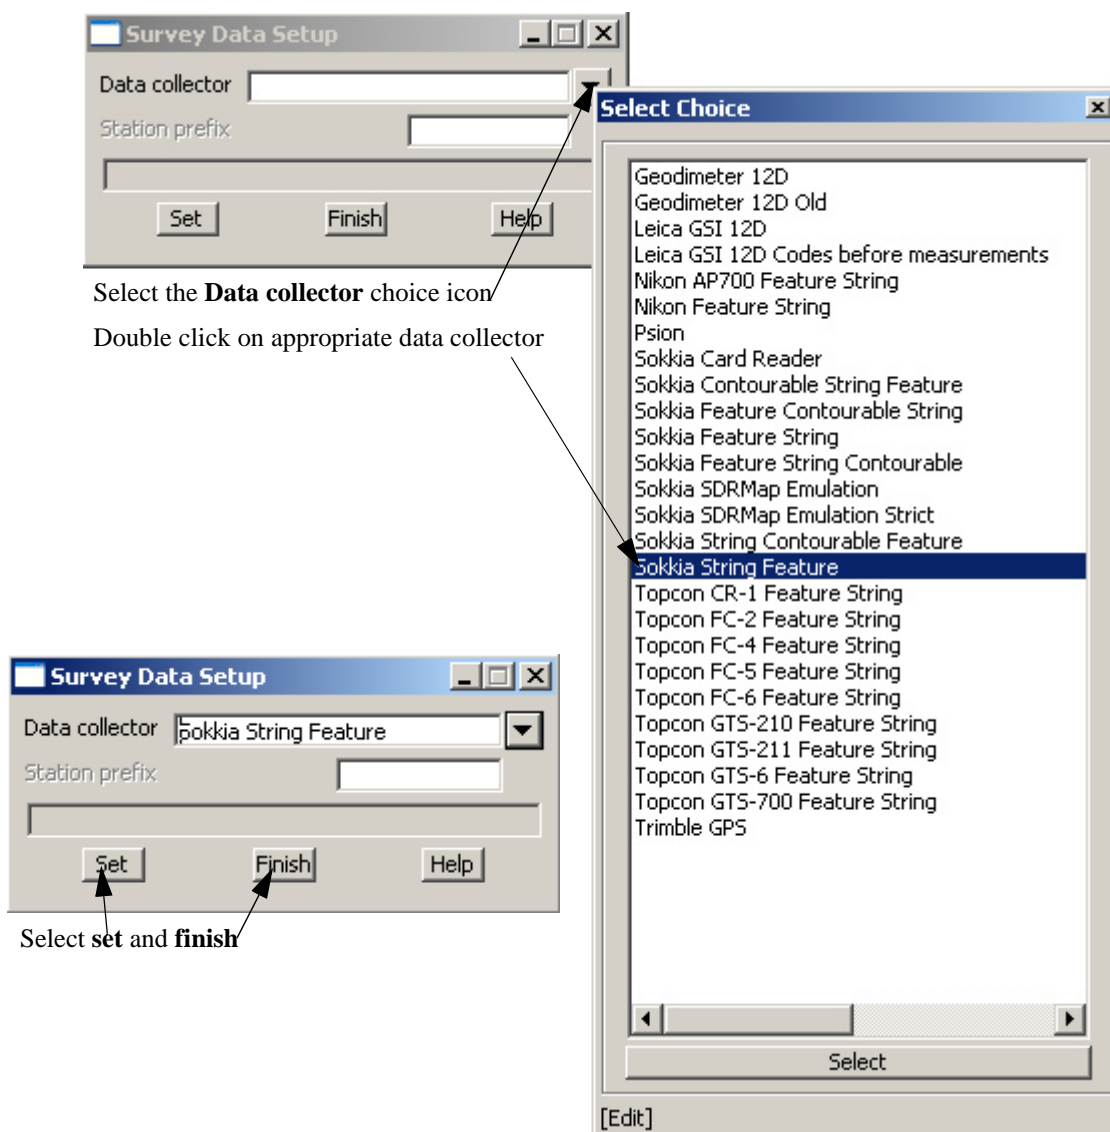 Survey Data Setup
Data collector
Station prefix
Set Finish Help
Select the Data collector choice icon
Double click on appropriate data collector
Select Choice
Geodimeter 12D
Geodimeter 12D Old
Leica GSI 12D
Leica GSI 12D Codes before measurements
Nikon AP700 Feature String
Nikon Feature String
Psion
Sokkia Card Reader
Sokkia Contourable String Feature
Sokkia Feature Contourable String
Sokkia Feature String
Sokkia Feature String Contourable
Sokkia SDRMap Emulation
Sokkia SDRMap Emulation Strict
Sokkia String Contourable Feature
Sokkia String Feature
Topcon CR-1 Feature String
Topcon FC-2 Feature String
Topcon FC-4 Feature String
Topcon FC-5 Feature String
Topcon FC-6 Feature String
Topcon GTS-210 Feature String
Topcon GTS-211 Feature String
Topcon GTS-6 Feature String
Topcon GTS-700 Feature String
Trimble GPS
Select
[Edit]
Survey Data Setup
Data collector Sokkia String Feature
Station prefix
Set Finish Help
Select set and finish